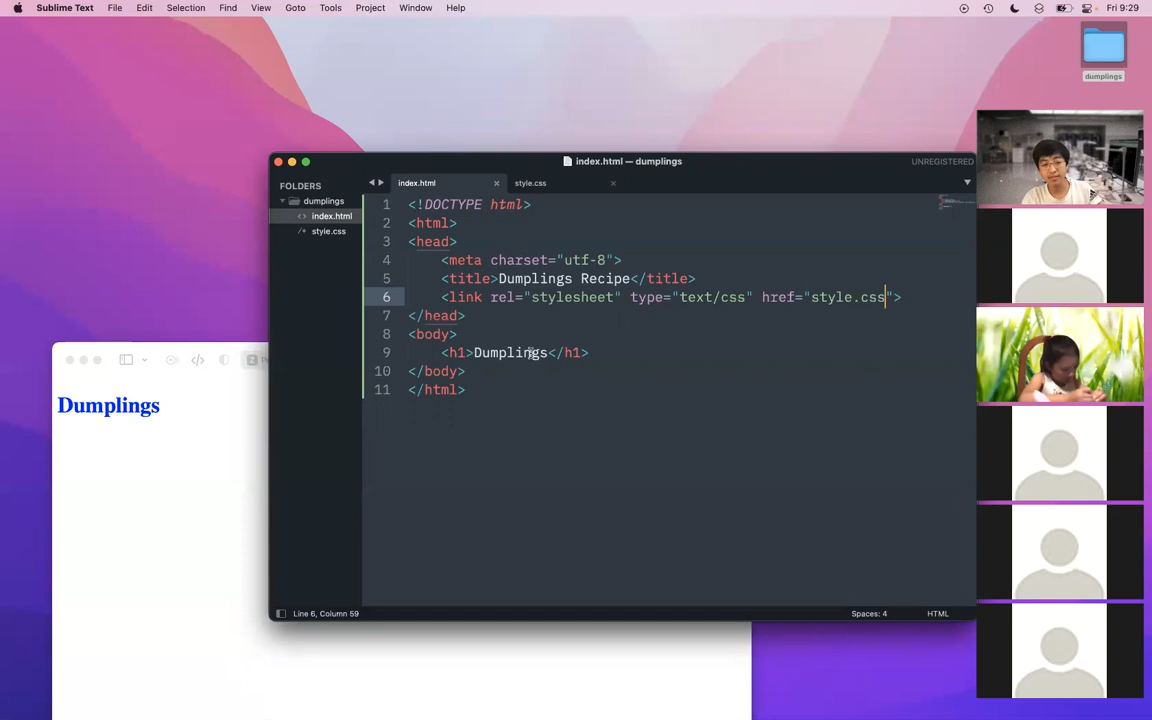 Sublime Text File Edit Selection Find View Goto Tools Project Window Help Fri 9:29
dumplings
index.html — dumplings UNREGISTERED
FOLDERS
dumplings
index.html
style.css
index.html style.css
1 <!DOCTYPE html>
2 <html>
3 <head>
4 <meta charset="utf-8">
5 <title>Dumplings Recipe</title>
6 <link rel="stylesheet" type="text/css" href="style.css">
7 </head>
8 <body>
9 <h1>Dumplings</h1>
10 </body>
11 </html>
Line 6, Column 59 Spaces: 4 HTML
Dumplings